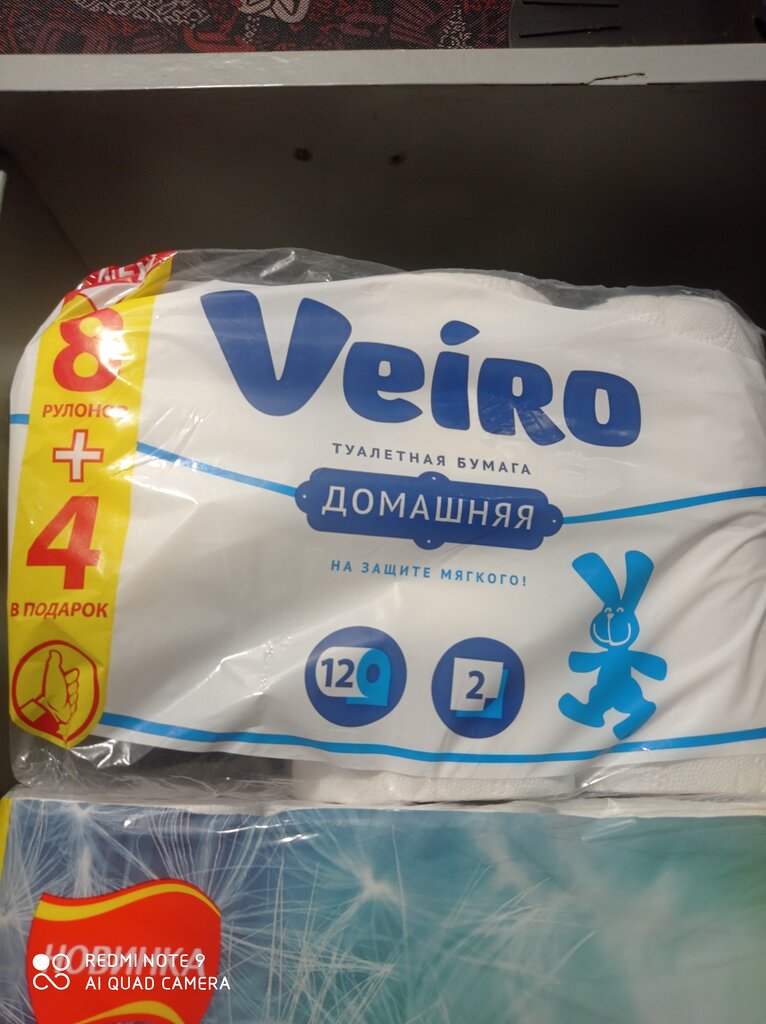 8
РУЛОНОВ
+
4
В ПОДАРОК
Veiro
ТУАЛЕТНАЯ БУМАГА
ДОМАШНЯЯ
НА ЗАЩИТЕ МЯГКОГО!
12
2
НОВИНКА
REDMI NOTE 9
AI QUAD CAMERA